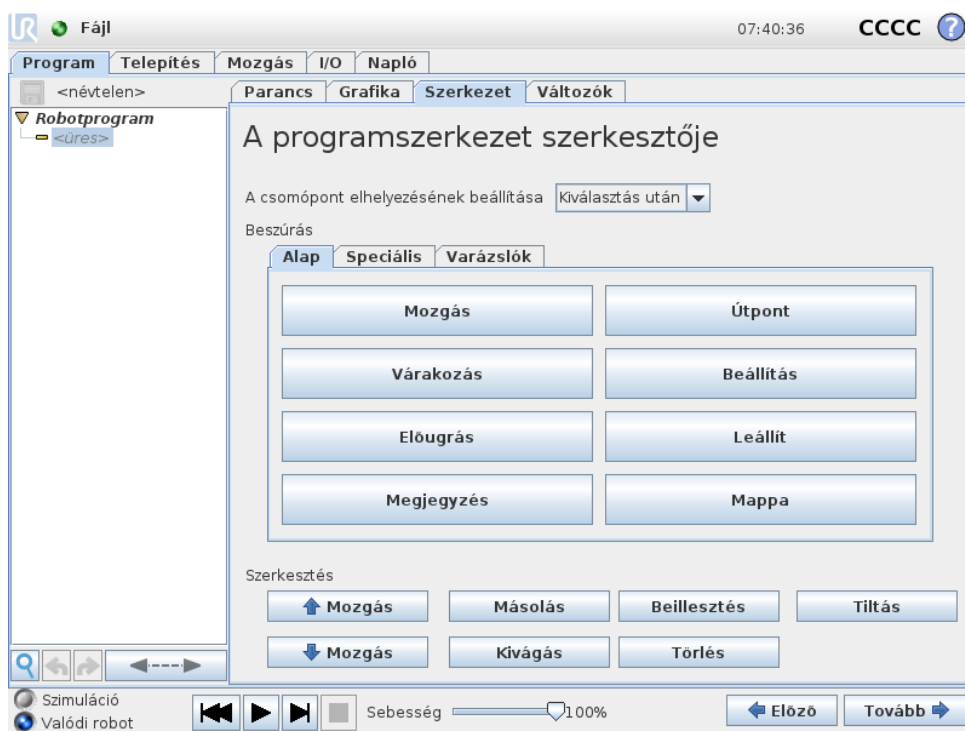 UR Fájl 07:40:36 CCCC ?
Program Telepítés Mozgás I/O Napló
<névtelen>
Parancs Grafika Szerkezet Változók
Robotprogram
<üres>
A programszerkezet szerkesztője
A csomópont elhelyezésének beállítása Kiválasztás után
Beszúrás
Alap Speciális Varázslók
Mozgás Útpont
Várakozás Beállítás
Előugrás Leállít
Megjegyzés Mappa
Szerkesztés
Mozgás Másolás Beillesztés Tiltás
Mozgás Kivágás Törlés
Szimuláció
Valódi robot
Sebesség 100%
Előző Tovább